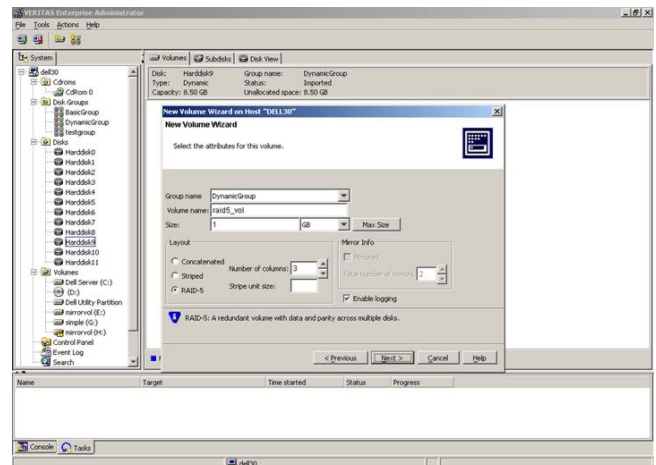 VERITAS Enterprise Administrator
File Tools Actions Help
System
dell30
Cdroms
CdRom 0
Disk Groups
BasicGroup
DynamicGroup
testgroup
Disks
Harddisk0
Harddisk1
Harddisk2
Harddisk3
Harddisk4
Harddisk5
Harddisk6
Harddisk7
Harddisk8
Harddisk9
Harddisk10
Harddisk11
Volumes
Dell Server (C:)
(D:)
Dell Utility Partition
mirrorvol (E:)
simple (G:)
mirrorvol (H:)
Control Panel
Event Log
Search
Volumes Subdisks Disk View
Disk: Harddisk9 Group name: DynamicGroup
Type: Dynamic Status: Imported
Capacity: 8.50 GB Unallocated space: 8.50 GB
New Volume Wizard on Host "DELL30"
New Volume Wizard
Select the attributes for this volume.
Group name DynamicGroup
Volume name: raid5_vol
Size: 1 GB Max Size
Layout
Concatenated
Striped
RAID-5
Number of columns: 3
Stripe unit size:
Mirror Info
Mirrored
Total number of mirrors: 2
Enable logging
RAID-5: A redundant volume with data and parity across multiple disks.
< Previous Next > Cancel Help
Name Target Time started Status Progress
Console Tasks
dell30